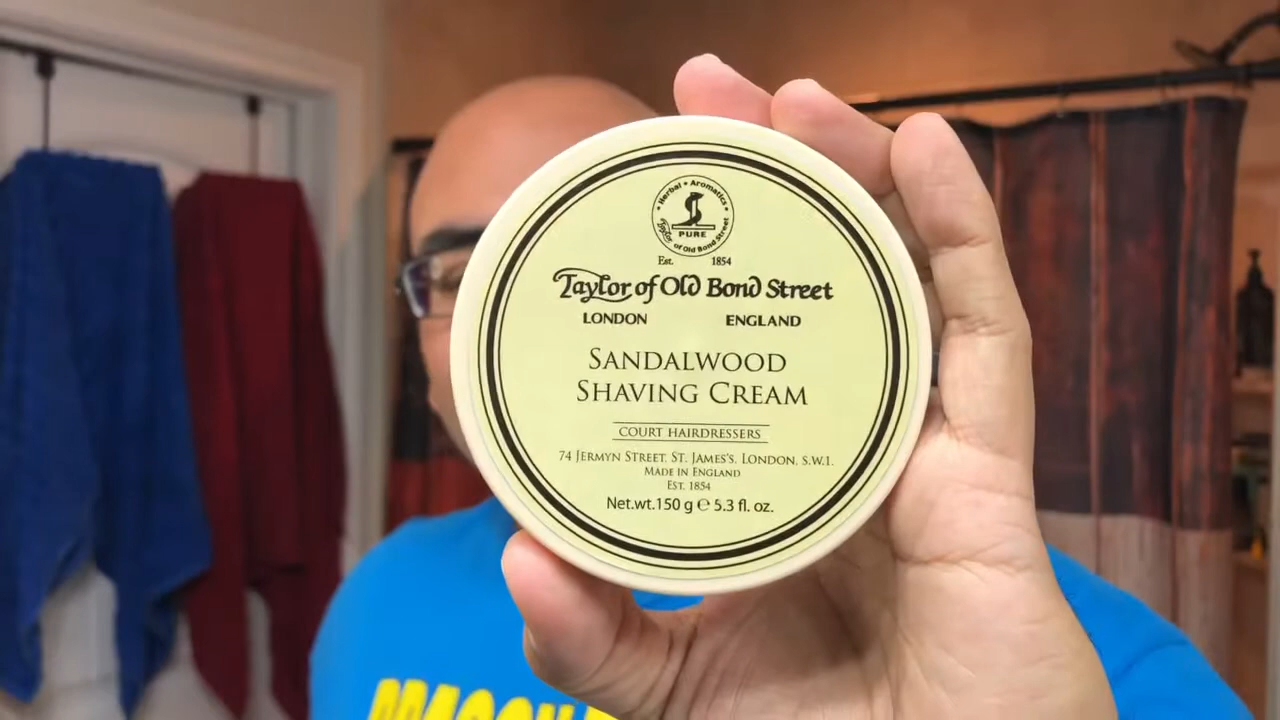 Herbal • Aromatics
PURE
Taylor of Old Bond Street
Est. 1854
Taylor of Old Bond Street
LONDON ENGLAND
SANDALWOOD
SHAVING CREAM
COURT HAIRDRESSERS
74 JERMYN STREET, ST. JAMES'S, LONDON, S.W.1.
MADE IN ENGLAND
EST. 1854
Net.wt.150 g ℮ 5.3 fl. oz.